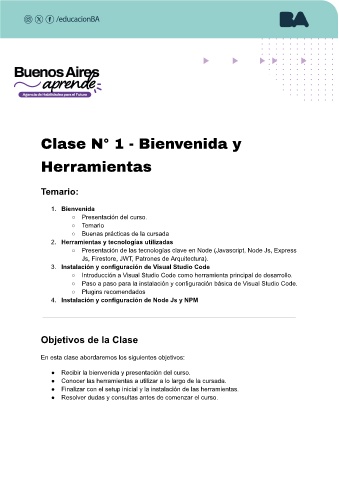 /educacionBA
BA
Buenos Aires
aprende
Agencia de Habilidades para el Futuro
Clase N° 1 - Bienvenida y
Herramientas
Temario:
1. Bienvenida
○ Presentación del curso.
○ Temario
○ Buenas prácticas de la cursada
2. Herramientas y tecnologías utilizadas
○ Presentación de las tecnologías clave en Node (Javascript, Node Js, Express
Js, Firestore, JWT, Patrones de Arquitectura).
3. Instalación y configuración de Visual Studio Code
○ Introducción a Visual Studio Code como herramienta principal de desarrollo.
○ Paso a paso para la instalación y configuración básica de Visual Studio Code.
○ Plugins recomendados
4. Instalación y configuración de Node Js y NPM
Objetivos de la Clase
En esta clase abordaremos los siguientes objetivos:
● Recibir la bienvenida y presentación del curso.
● Conocer las herramientas a utilizar a lo largo de la cursada.
● Finalizar con el setup inicial y la instalación de las herramientas.
● Resolver dudas y consultas antes de comenzar el curso.